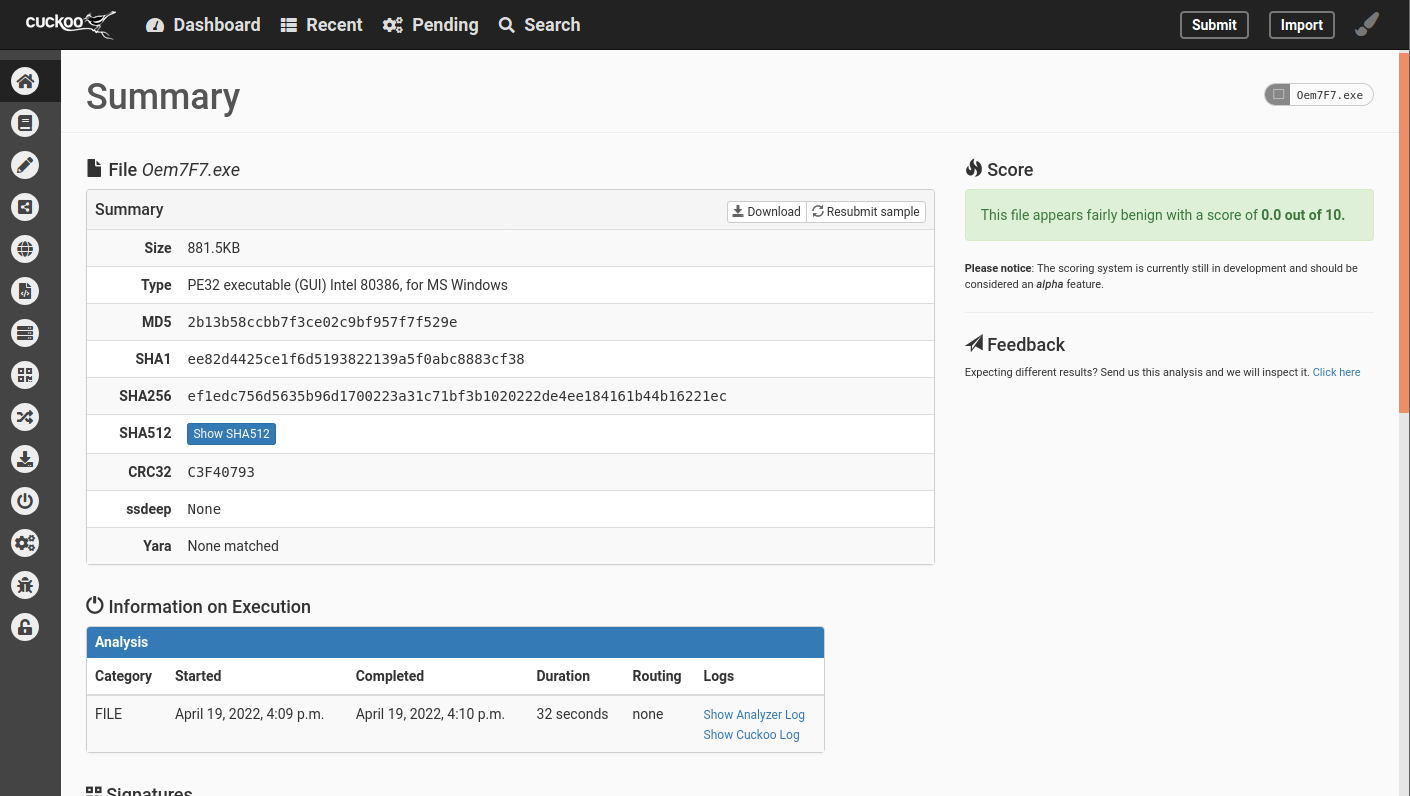 cuckoo Dashboard Recent Pending Search Submit Import
Summary
Oem7F7.exe
File Oem7F7.exe
Summary Download Resubmit sample
Size 881.5KB
Type PE32 executable (GUI) Intel 80386, for MS Windows
MD5 2b13b58ccbb7f3ce02c9bf957f7f529e
SHA1 ee82d4425ce1f6d5193822139a5f0abc8883cf38
SHA256 ef1edc756d5635b96d1700223a31c71bf3b1020222de4ee184161b44b16221ec
SHA512 Show SHA512
CRC32 C3F40793
ssdeep None
Yara None matched
Score
This file appears fairly benign with a score of 0.0 out of 10.
Please notice: The scoring system is currently still in development and should be
considered an alpha feature.
Feedback
Expecting different results? Send us this analysis and we will inspect it. Click here
Information on Execution
Analysis
Category Started Completed Duration Routing Logs
FILE April 19, 2022, 4:09 p.m. April 19, 2022, 4:10 p.m. 32 seconds none Show Analyzer Log
Show Cuckoo Log
Signatures